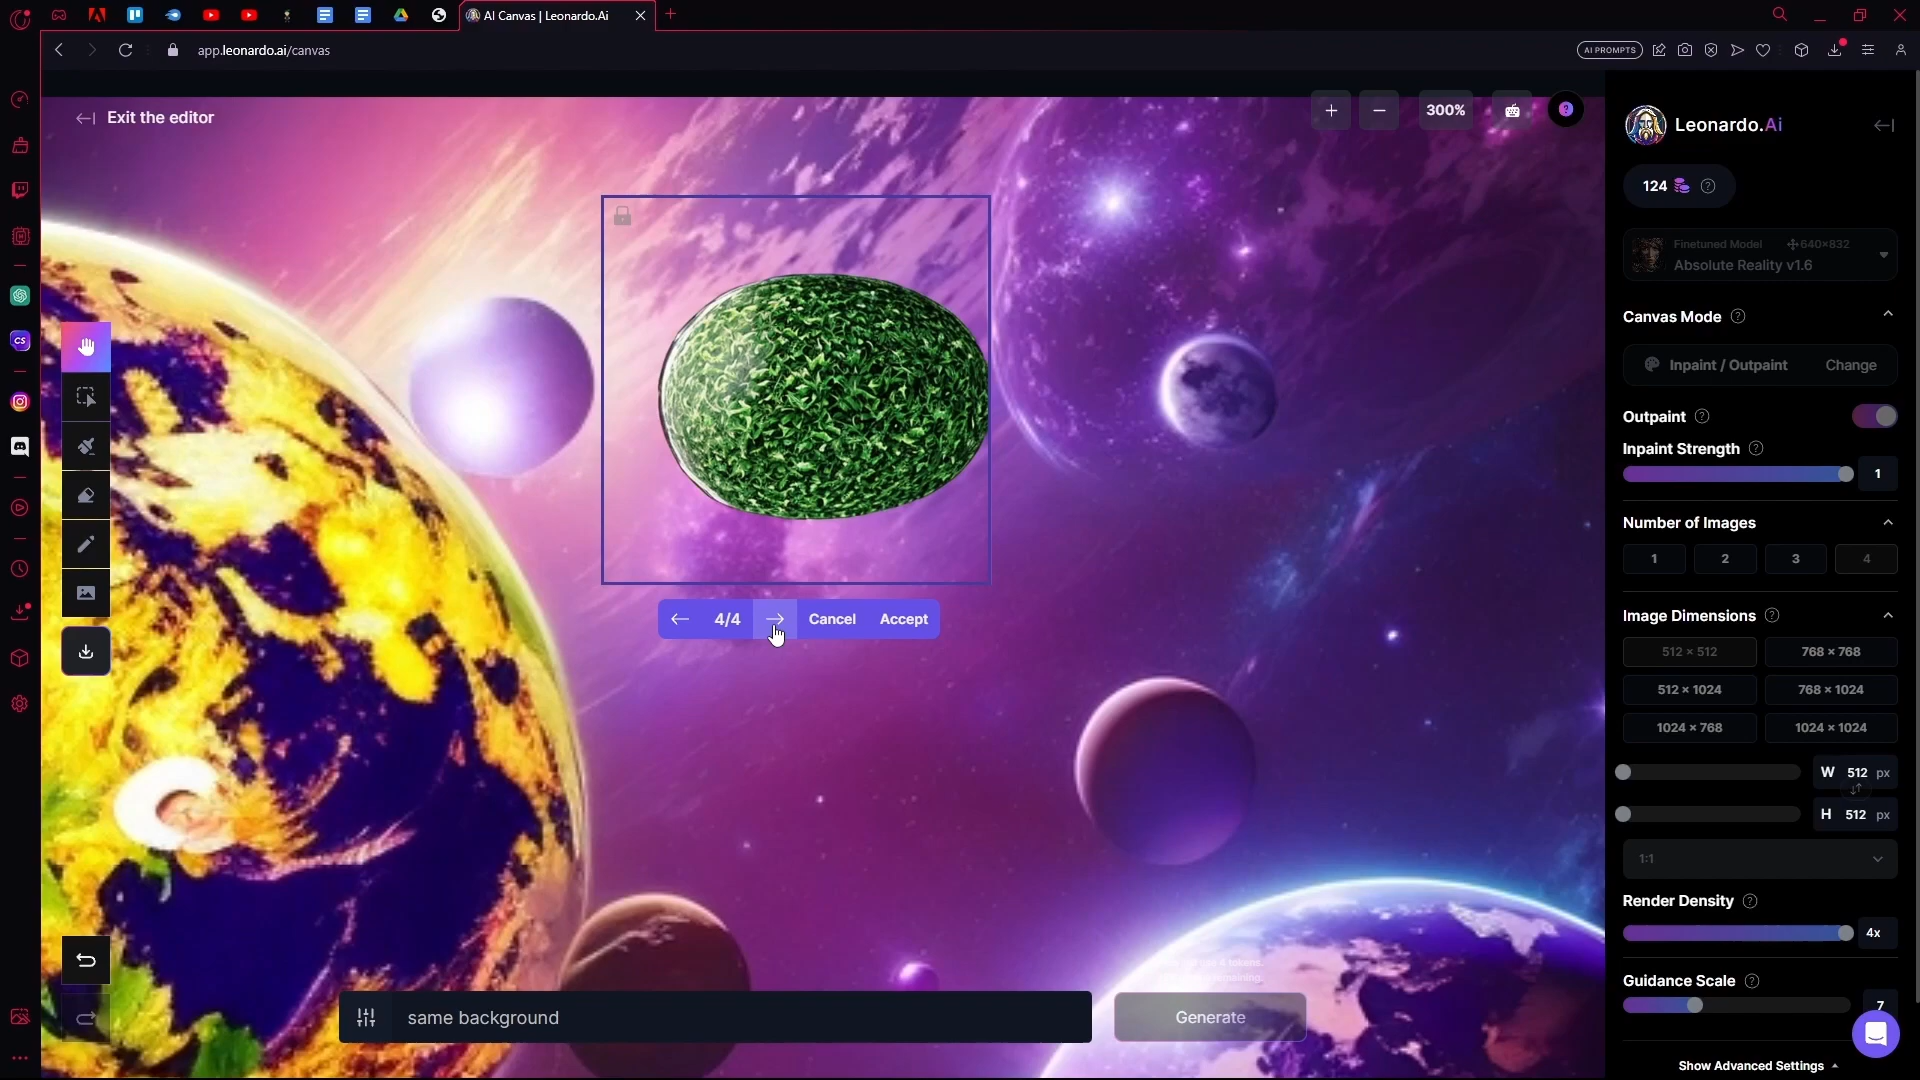 AI Canvas | Leonardo.Ai
app.leonardo.ai/canvas
AI PROMPTS
Exit the editor
300%
Leonardo.Ai
124
Finetuned Model 640×832
Absolute Reality v1.6
Canvas Mode
Inpaint / Outpaint Change
Outpaint
Inpaint Strength
1
Number of Images
1 2 3 4
Image Dimensions
512 × 512 768 × 768
512 × 1024 768 × 1024
1024 × 768 1024 × 1024
W 512 px
H 512 px
1:1
Render Density
4x
Guidance Scale
7
Show Advanced Settings
CS
4/4 Cancel Accept
4 tokens.
remaining.
same background
Generate